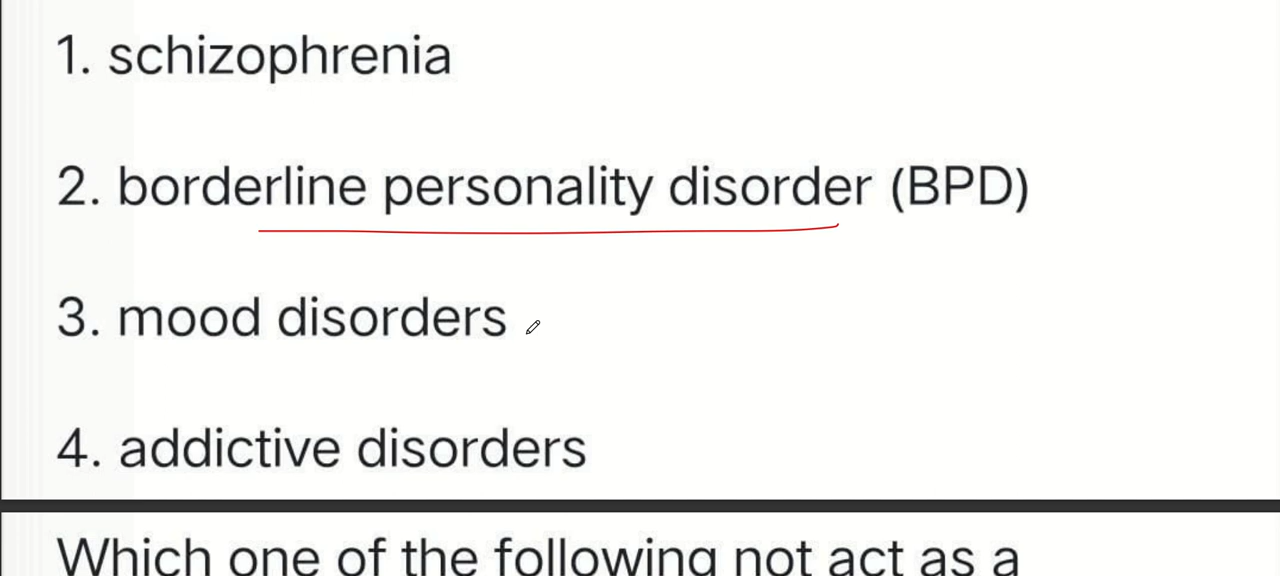 1. schizophrenia
2. borderline personality disorder (BPD)
3. mood disorders
4. addictive disorders
Which one of the following not act as a